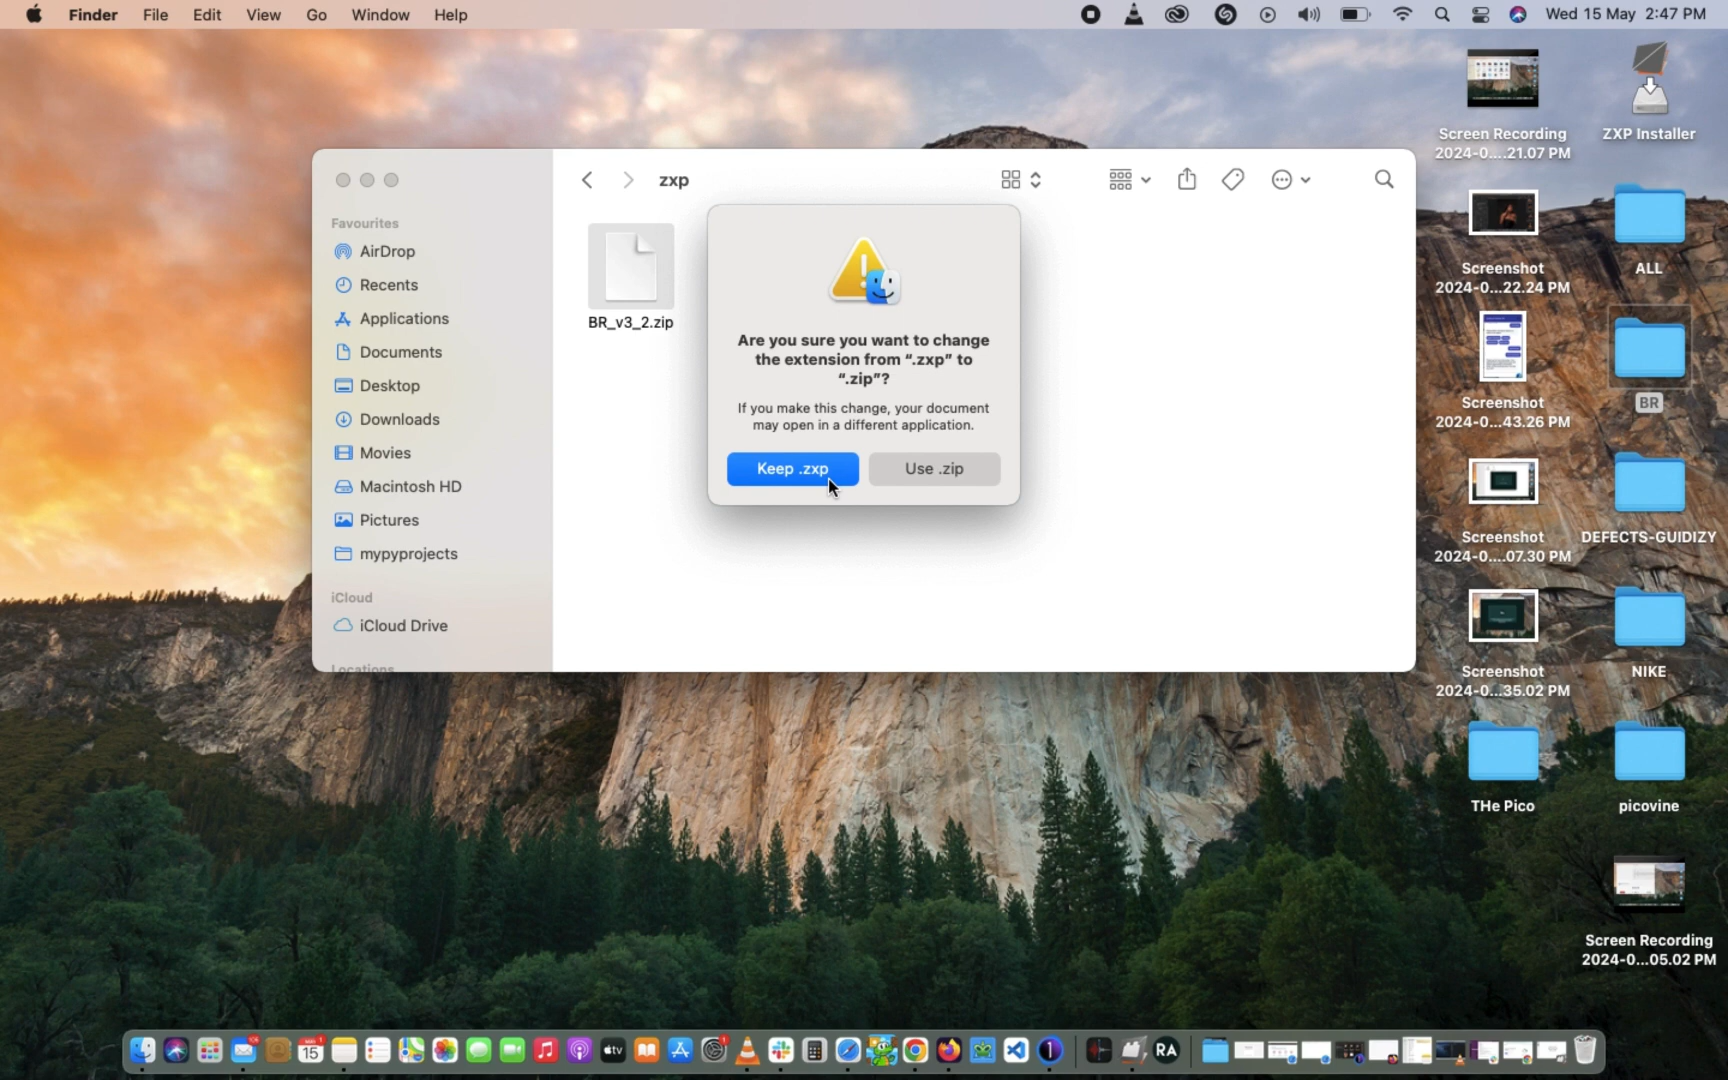 Finder File Edit View Go Window Help Wed 15 May 2:47 PM
Screen Recording
2024-0....21.07 PM
ZXP Installer
Screenshot
2024-0...22.24 PM
ALL
Screenshot
2024-0...43.26 PM
BR
Screenshot
2024-0....07.30 PM
DEFECTS-GUIDIZY
Screenshot
2024-0...35.02 PM
NIKE
THe Pico
picovine
Screen Recording
2024-0...05.02 PM
zxp
Favourites
AirDrop
Recents
Applications
Documents
Desktop
Downloads
Movies
Macintosh HD
Pictures
mypyprojects
iCloud
iCloud Drive
Locations
BR_v3_2.zip
Are you sure you want to change
the extension from “.zxp” to
“.zip”?
If you make this change, your document
may open in a different application.
Keep .zxp
Use .zip
15
tv
RA